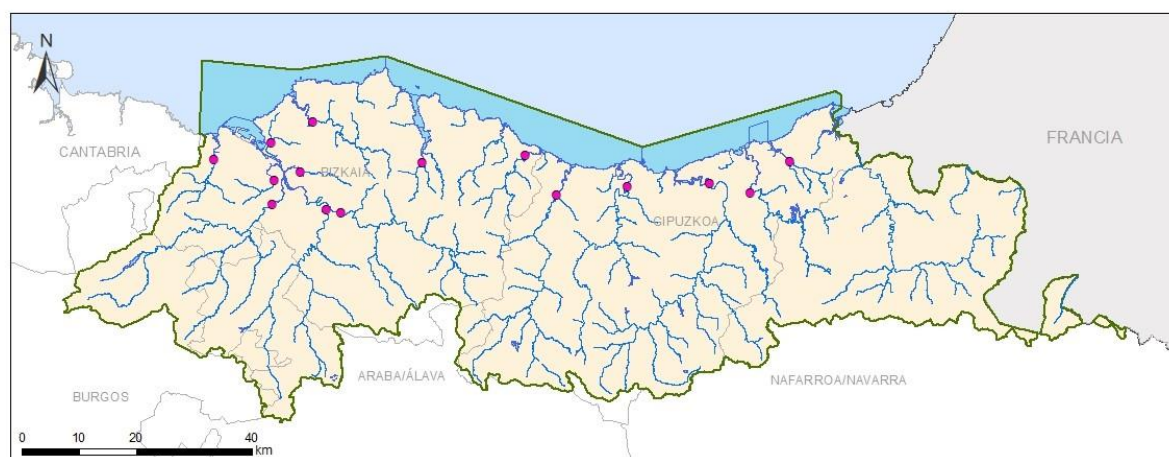 N
FRANCIA
CANTABRIA
BIZKAIA
GIPUZKOA
ARABA/ÁLAVA
NAFARROA/NAVARRA
BURGOS
0 10 20 40
km